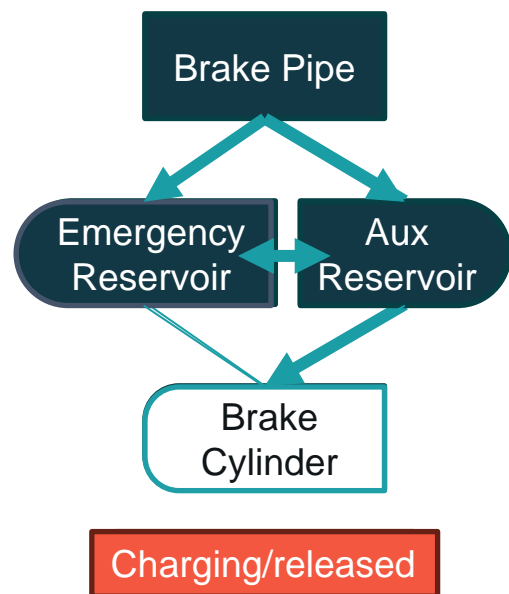 Brake Pipe
Emergency
Reservoir
Aux
Reservoir
Brake
Cylinder
Charging/released